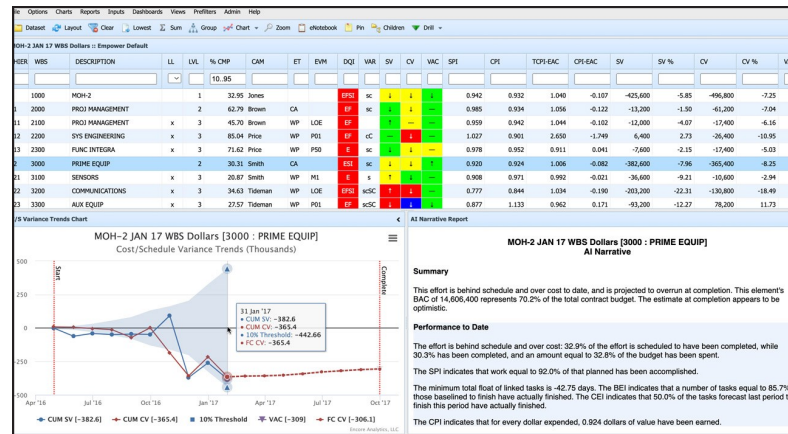 ile Options Charts Reports Inputs Dashboards Views Prefilters Admin Help
Dataset Layout Clear Lowest Σ Sum Group Chart Zoom eNotebook Pin Children Drill
MOH-2 JAN 17 WBS Dollars :: Empower Default
HIER WBS DESCRIPTION LL LVL % CMP CAM ET EVM DQI VAR SV CV VAC SPI CPI TCPI-EAC CPI-EAC SV SV % CV CV % VA
10..95
1000 MOH-2 1 32.95 Jones EFSI sc ↓ ↓ ↓ 0.942 0.932 1.040 -0.107 -425,600 -5.85 -496,800 -7.25
1 2000 PROJ MANAGEMENT 2 62.79 Brown CA EF sc ↓ ↓ ↓ 0.985 0.934 1.056 -0.122 -13,200 -1.50 -61,200 -7.04
11 2100 PROJ MANAGEMENT x 3 45.70 Brown WP LOE EF sc ↑ — — 0.959 0.942 1.044 -0.102 -12,000 -4.07 -17,400 -6.16
12 2200 SYS ENGINEERING x 3 85.04 Price WP P01 EF cC — ↓ ↓ 1.027 0.901 2.650 -1.749 6,400 2.73 -26,400 -10.95
13 2300 FUNC INTEGRA x 3 71.62 Price WP P50 E sc ↓ ↓ — 0.978 0.952 0.911 0.041 -7,600 -2.15 -17,400 -5.03
2 3000 PRIME EQUIP 2 30.31 Smith CA ESI sc ↓ ↓ ↑ 0.920 0.924 1.006 -0.082 -382,600 -7.96 -365,400 -8.25
21 3100 SENSORS x 3 20.87 Smith WP M1 E s ↑ ↓ — 0.908 0.971 0.992 -0.021 -36,600 -9.21 -10,600 -2.94
22 3200 COMMUNICATIONS x 3 34.63 Tideman WP LOE EFSI scSC ↑ ↓ — 0.777 0.844 1.034 -0.190 -203,200 -22.31 -130,800 -18.49
23 3300 AUX EQUIP x 3 27.57 Tideman WP P01 EF scSC ↓ ↓ ↓ 0.877 1.133 0.962 0.171 -93,200 -12.27 78,200 11.73
/S Variance Trends Chart
AI Narrative Report
MOH-2 JAN 17 WBS Dollars [3000 : PRIME EQUIP]
Cost/Schedule Variance Trends (Thousands)
500
250
0
-250
-500
Start
Complete
31 Jan '17
CUM SV: -382.6
CUM CV: -365.4
10% Threshold: -442.66
FC CV: -365.4
Apr '16 Jul '16 Oct '16 Jan '17 Apr '17 Jul '17 Oct '17
CUM SV [-382.6] CUM CV [-365.4] 10% Threshold VAC [-309] FC CV [-306.1]
Encore Analytics, LLC
MOH-2 JAN 17 WBS Dollars [3000 : PRIME EQUIP]
AI Narrative
Summary
This effort is behind schedule and over cost to date, and is projected to overrun at completion. This element's
BAC of 14,606,400 represents 70.2% of the total contract budget. The estimate at completion appears to be
optimistic.
Performance to Date
The effort is behind schedule and over cost: 32.9% of the effort is scheduled to have been completed, while
30.3% has been completed, and an amount equal to 32.8% of the budget has been spent.
The SPI indicates that work equal to 92.0% of that planned has been accomplished.
The minimum total float of linked tasks is -42.75 days. The BEI indicates that a number of tasks equal to 85.7%
those baselined to finish have actually finished. The CEI indicates that 50.0% of the tasks forecast last period t
finish this period have actually finished.
The CPI indicates that for every dollar expended, 0.924 dollars of value have been earned.